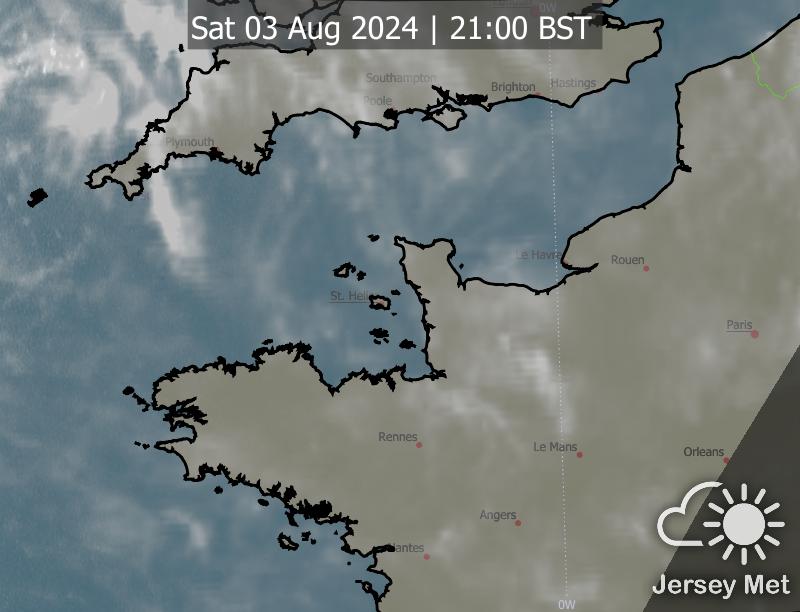 0W
Sat 03 Aug 2024 | 21:00 BST
Southampton
Brighton
Hastings
Poole
Plymouth
Le Havre
Rouen
St. Helier
Paris
Rennes
Le Mans
Orleans
Angers
Nantes
Jersey Met
0W